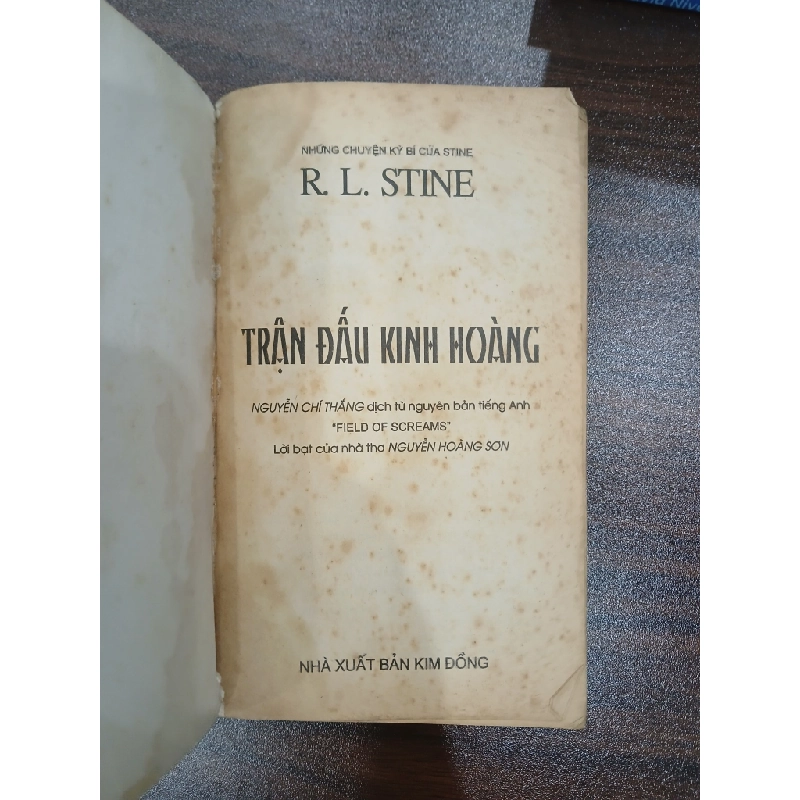 NHỮNG CHUYỆN KỲ BÍ CỦA STINE
R. L. STINE
TRẬN ĐẤU KINH HOÀNG
NGUYỄN CHÍ THẮNG dịch từ nguyên bản tiếng Anh
"FIELD OF SCREAMS"
Lời bạt của nhà thơ NGUYỄN HOÀNG SƠN
NHÀ XUẤT BẢN KIM ĐỒNG